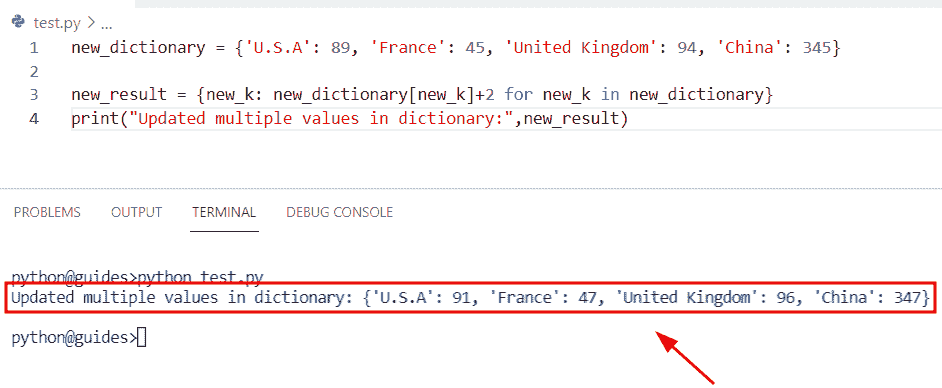 test.py > ...
1 new_dictionary = {'U.S.A': 89, 'France': 45, 'United Kingdom': 94, 'China': 345}
2
3 new_result = {new_k: new_dictionary[new_k]+2 for new_k in new_dictionary}
4 print("Updated multiple values in dictionary:",new_result)
PROBLEMS OUTPUT TERMINAL DEBUG CONSOLE
python@guides>python test.py
Updated multiple values in dictionary: {'U.S.A': 91, 'France': 47, 'United Kingdom': 96, 'China': 347}
python@guides>